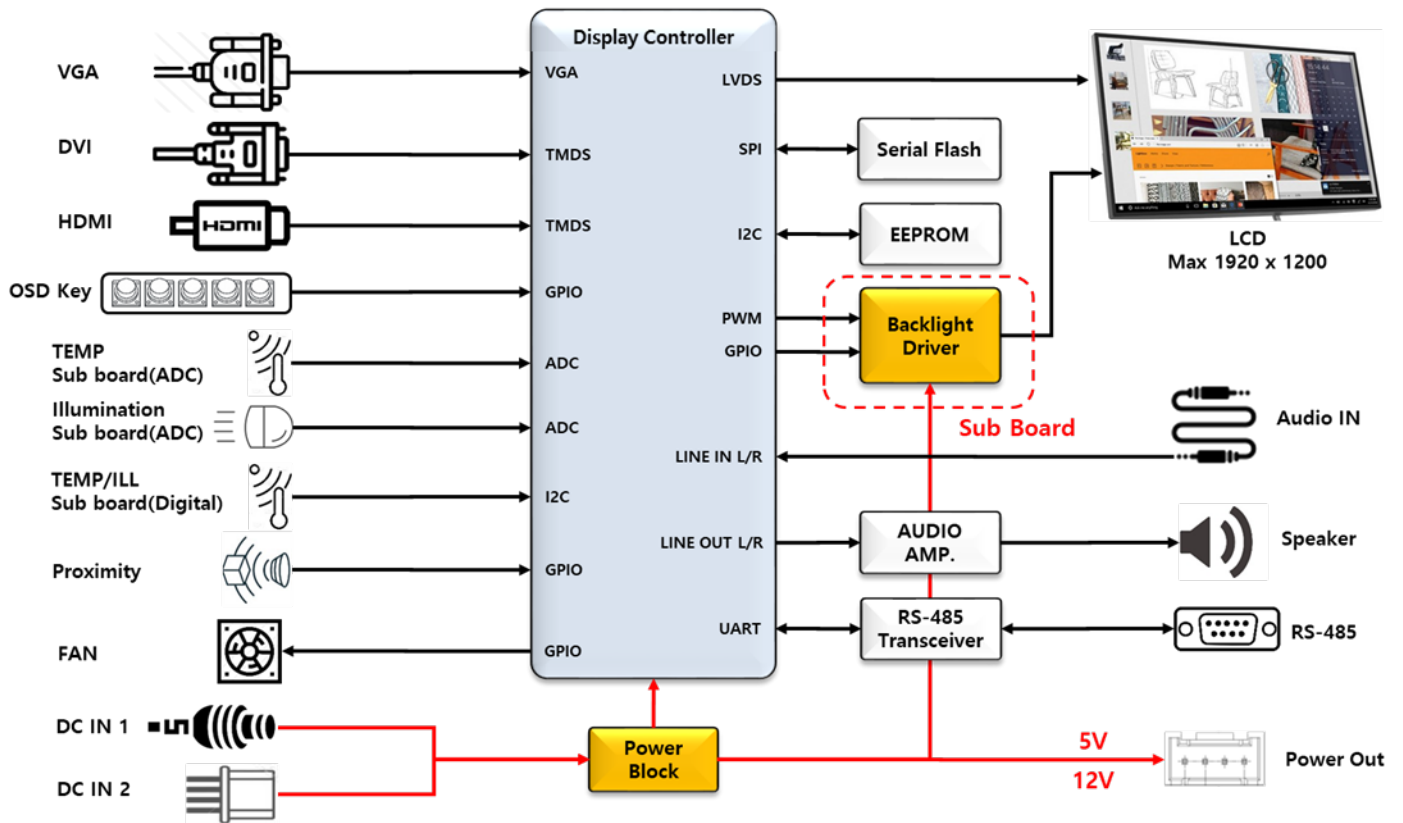 Display Controller
VGA
VGA
LVDS
DVI
TMDS
SPI
Serial Flash
HDMI
HDMI
TMDS
I2C
EEPROM
LCD
Max 1920 x 1200
OSD Key
GPIO
PWM
GPIO
Backlight
Driver
Sub Board
TEMP
Sub board(ADC)
ADC
Illumination
Sub board(ADC)
ADC
LINE IN L/R
Audio IN
TEMP/ILL
Sub board(Digital)
I2C
LINE OUT L/R
AUDIO
AMP.
Speaker
Proximity
GPIO
UART
RS-485
Transceiver
RS-485
FAN
GPIO
DC IN 1
DC IN 2
Power
Block
5V
12V
Power Out